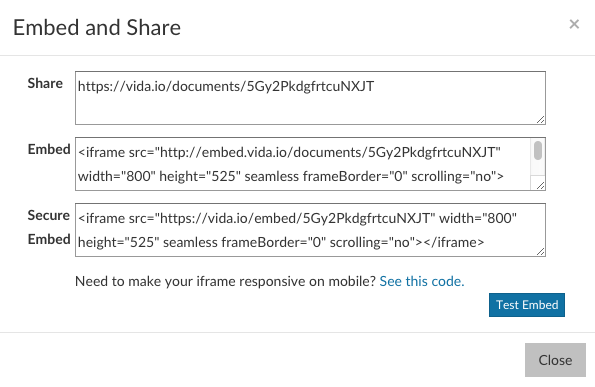 Embed and Share
×
Share
https://vida.io/documents/5Gy2PkdgfrtcuNXJT
Embed
<iframe src="http://embed.vida.io/documents/5Gy2PkdgfrtcuNXJT"
width="800" height="525" seamless frameBorder="0" scrolling="no">
Secure
Embed
<iframe src="https://vida.io/embed/5Gy2PkdgfrtcuNXJT" width="800"
height="525" seamless frameBorder="0" scrolling="no"></iframe>
Need to make your iframe responsive on mobile? See this code.
Test Embed
Close